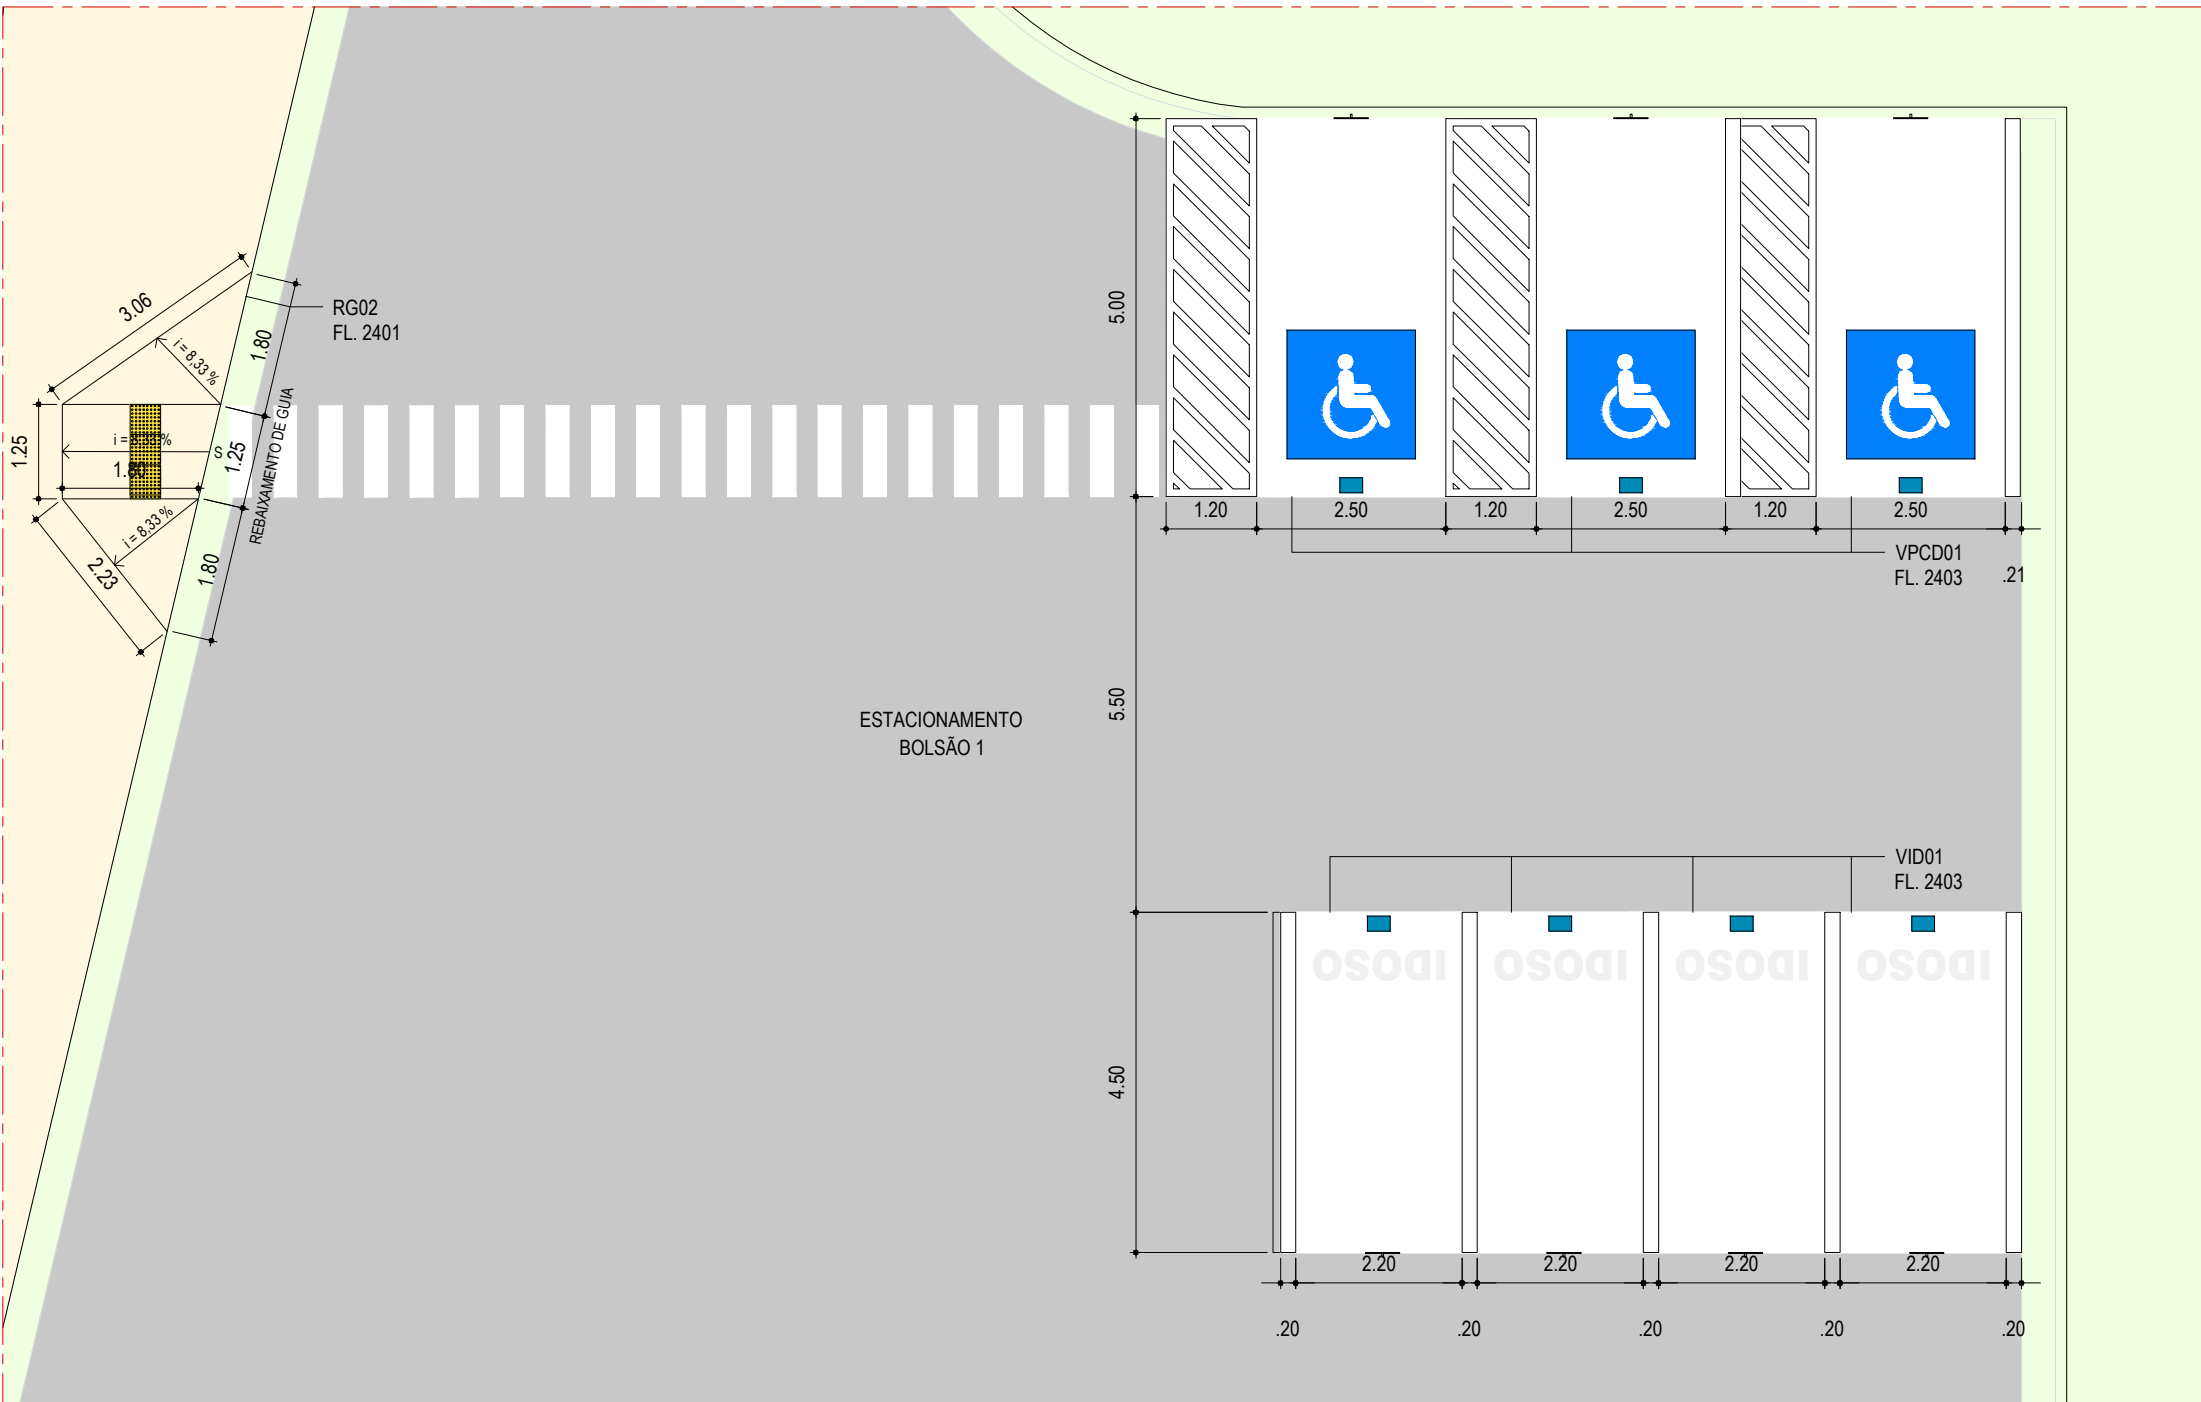 3.06
i = 8,33 %
1.80
RG02
FL. 2401
1.25
i = 8,33 %
1.80
S
1.25
REBAIXAMENTO DE GUIA
i = 8,33 %
2.23
1.80
5.00
1.20
2.50
1.20
2.50
1.20
2.50
VPCD01
FL. 2403
.21
5.50
ESTACIONAMENTO
BOLSÃO 1
VID01
FL. 2403
IDOSO
IDOSO
IDOSO
IDOSO
4.50
2.20
2.20
2.20
2.20
.20
.20
.20
.20
.20